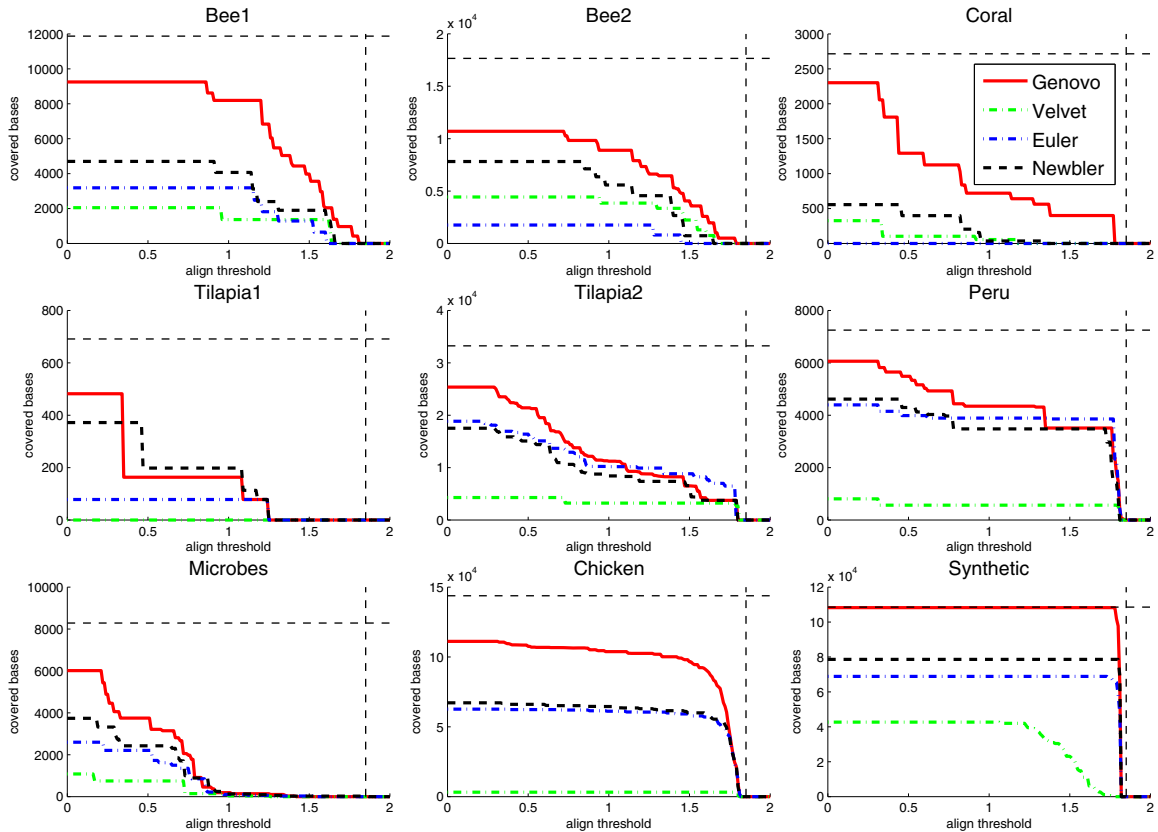 Bee1
12000
10000
8000
6000
4000
2000
0
covered bases
0 0.5 1 1.5 2
align threshold
Bee2
x 10^4
2
1.5
1
0.5
0
covered bases
0 0.5 1 1.5 2
align threshold
Coral
3000
2500
2000
1500
1000
500
0
covered bases
0 0.5 1 1.5 2
align threshold
Genovo
Velvet
Euler
Newbler
Tilapia1
800
600
400
200
0
covered bases
0 0.5 1 1.5 2
align threshold
Tilapia2
x 10^4
4
3
2
1
0
covered bases
0 0.5 1 1.5 2
align threshold
Peru
8000
6000
4000
2000
0
covered bases
0 0.5 1 1.5 2
align threshold
Microbes
10000
8000
6000
4000
2000
0
covered bases
0 0.5 1 1.5 2
align threshold
Chicken
x 10^4
15
10
5
0
covered bases
0 0.5 1 1.5 2
align threshold
Synthetic
x 10^4
12
10
8
6
4
2
0
covered bases
0 0.5 1 1.5 2
align threshold